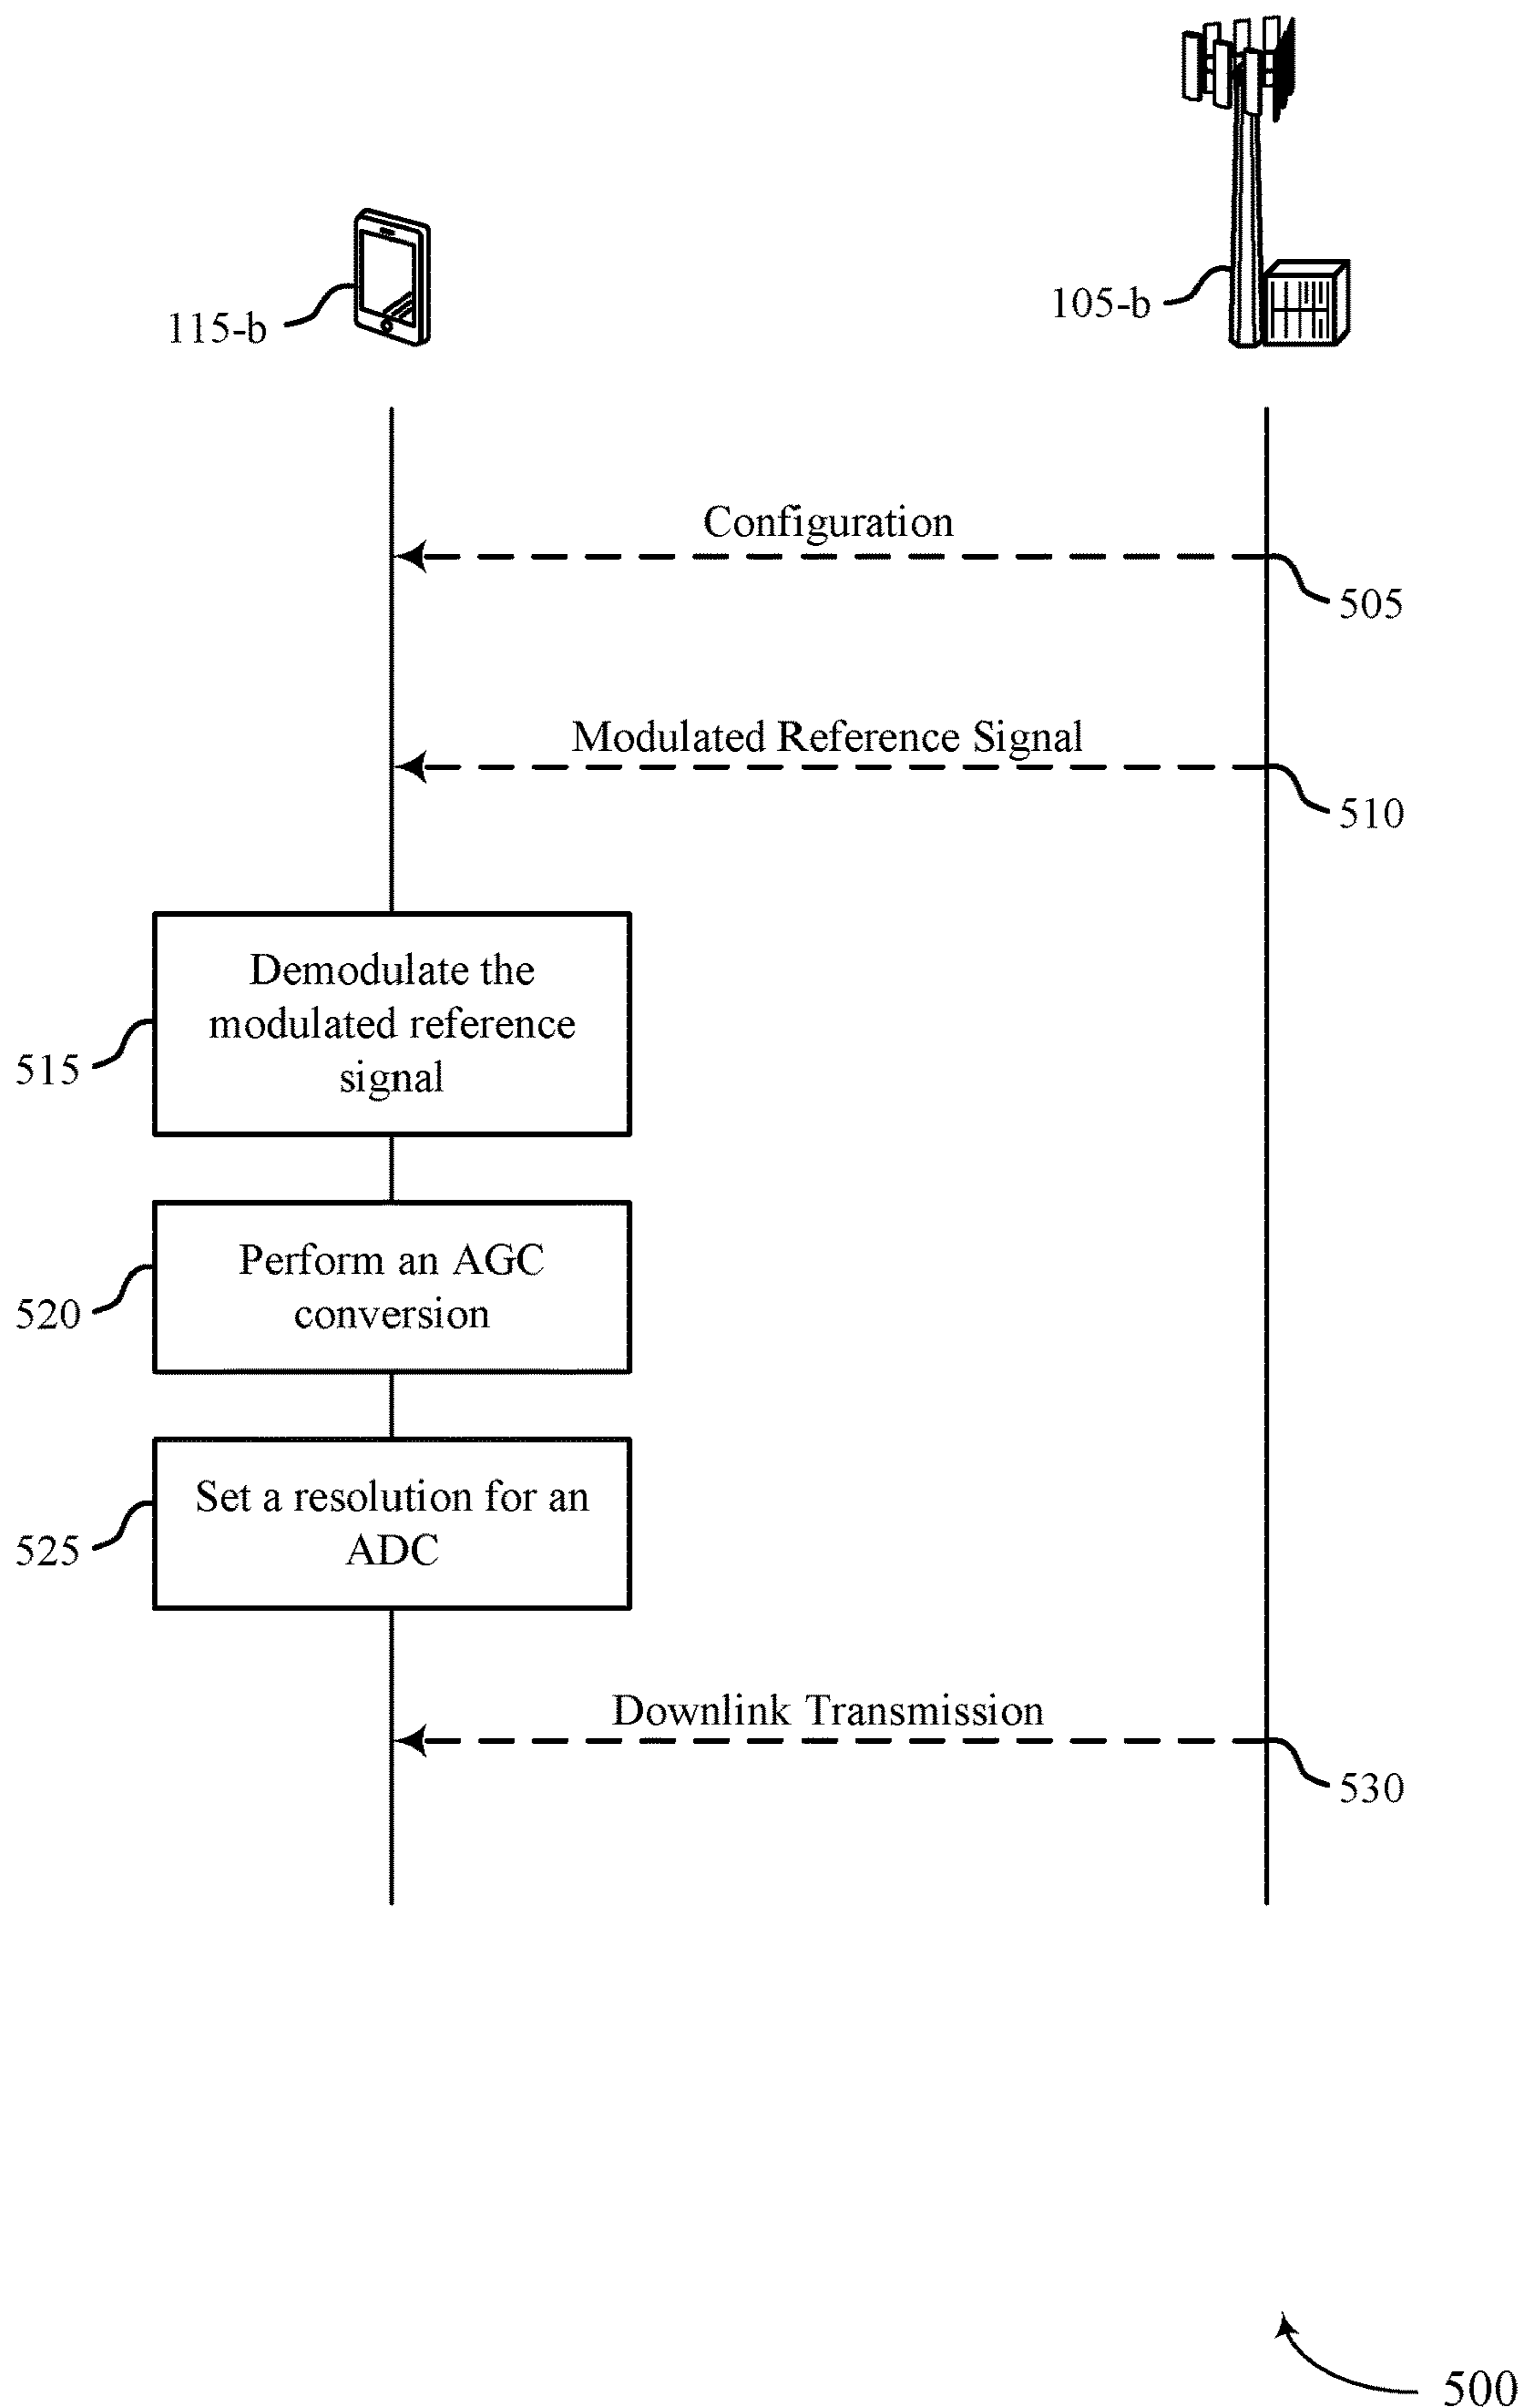 105-b
115-b
Configuration
505
Modulated Reference Signal
510
Demodulate the
modulated reference
signal
515
Perform an AGC
conversion
520
Set a resolution for an
ADC
525
Downlink Transmission
530
500